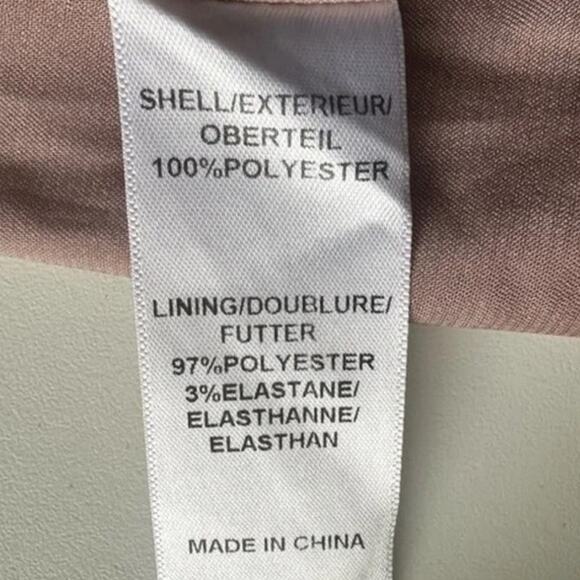 SHELL/EXTERIEUR/
OBERTEIL
100%POLYESTER
LINING/DOUBLURE/
FUTTER
97%POLYESTER
3%ELASTANE/
ELASTHANNE/
ELASTHAN
MADE IN CHINA